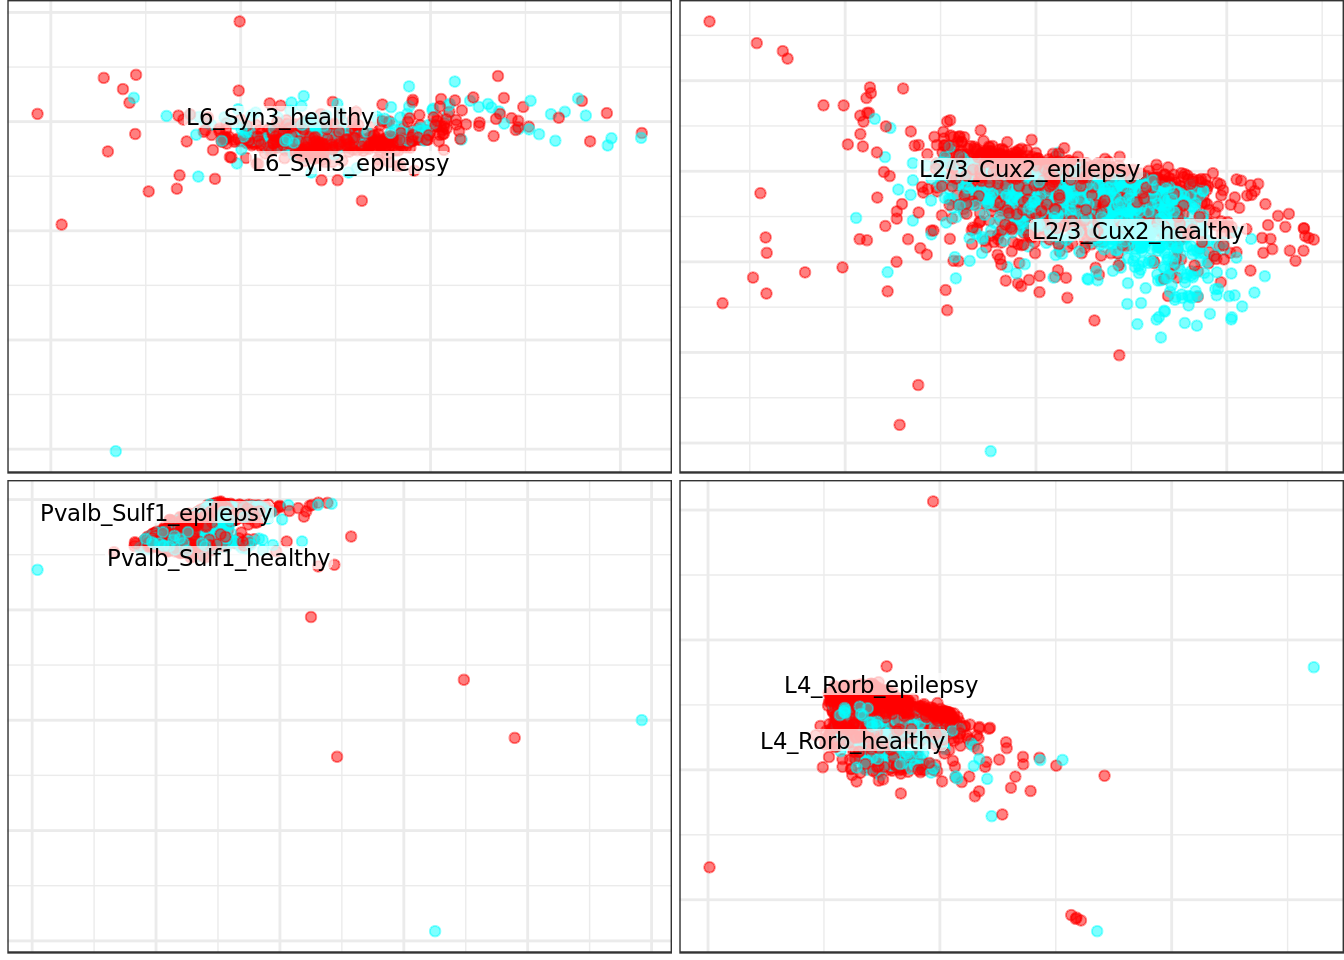 L6_Syn3_healthy
L6_Syn3_epilepsy
L2/3_Cux2_epilepsy
L2/3_Cux2_healthy
Pvalb_Sulf1_epilepsy
Pvalb_Sulf1_healthy
L4_Rorb_epilepsy
L4_Rorb_healthy